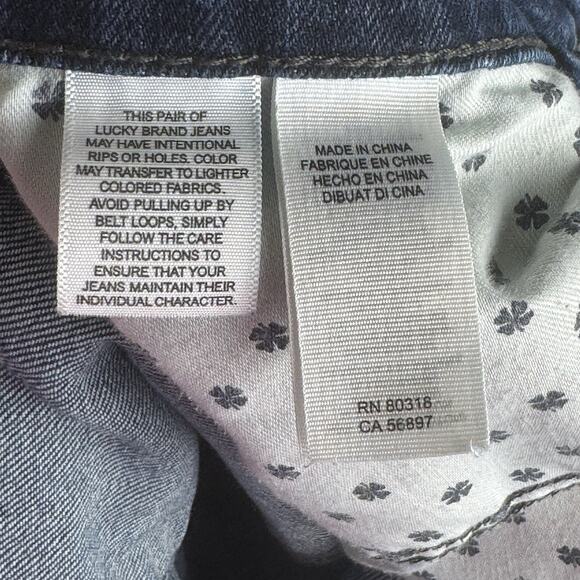 THIS PAIR OF
LUCKY BRAND JEANS
MAY HAVE INTENTIONAL
RIPS OR HOLES. COLOR
MAY TRANSFER TO LIGHTER
COLORED FABRICS.
AVOID PULLING UP BY
BELT LOOPS, SIMPLY
FOLLOW THE CARE
INSTRUCTIONS TO
ENSURE THAT YOUR
JEANS MAINTAIN THEIR
INDIVIDUAL CHARACTER.
MADE IN CHINA
FABRIQUE EN CHINE
HECHO EN CHINA
DIBUAT DI CINA
RN 80318
CA 56897